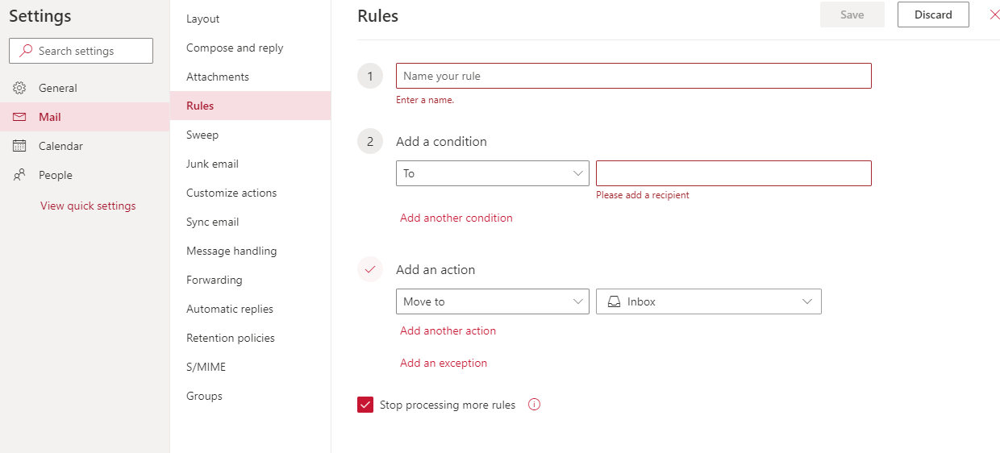 Settings
Search settings
General
Mail
Calendar
People
View quick settings
Layout
Compose and reply
Attachments
Rules
Sweep
Junk email
Customize actions
Sync email
Message handling
Forwarding
Automatic replies
Retention policies
S/MIME
Groups
Rules
Save
Discard
1
Name your rule
Enter a name.
2
Add a condition
To
Please add a recipient
Add another condition
Add an action
Move to
Inbox
Add another action
Add an exception
Stop processing more rules